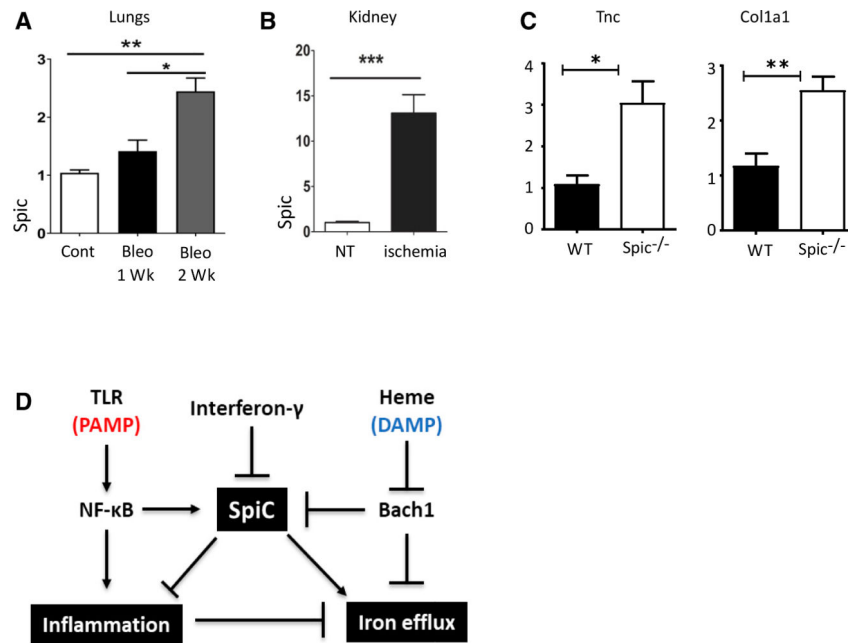 A
Lungs
**
*
3
2
1
0
Spic
Cont
Bleo
1 Wk
Bleo
2 Wk
B
Kidney
***
20
15
10
5
0
Spic
NT
ischemia
C
Tnc
*
4
3
2
1
0
WT
Spic-/-
Col1a1
**
3
2
1
0
WT
Spic-/-
D
TLR
(PAMP)
Interferon-γ
Heme
(DAMP)
NF-κB
SpiC
Bach1
Inflammation
Iron efflux